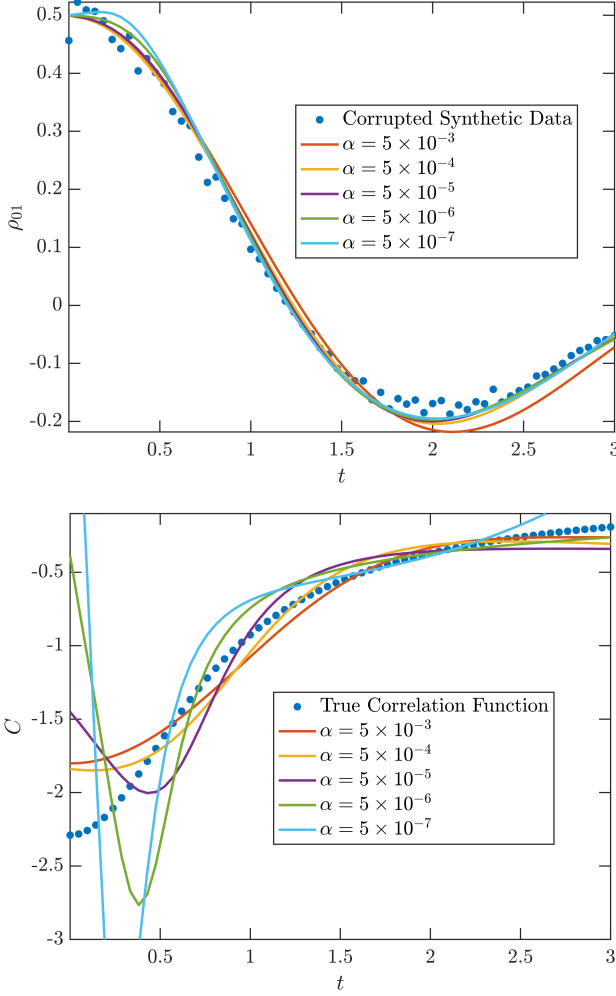 0.5
0.4
0.3
0.2
0.1
0
-0.1
-0.2
ρ01
Corrupted Synthetic Data
α = 5 × 10⁻³
α = 5 × 10⁻⁴
α = 5 × 10⁻⁵
α = 5 × 10⁻⁶
α = 5 × 10⁻⁷
0.5 1 1.5 2 2.5 3
t
-0.5
-1
-1.5
-2
-2.5
-3
C
True Correlation Function
α = 5 × 10⁻³
α = 5 × 10⁻⁴
α = 5 × 10⁻⁵
α = 5 × 10⁻⁶
α = 5 × 10⁻⁷
0.5 1 1.5 2 2.5 3
t